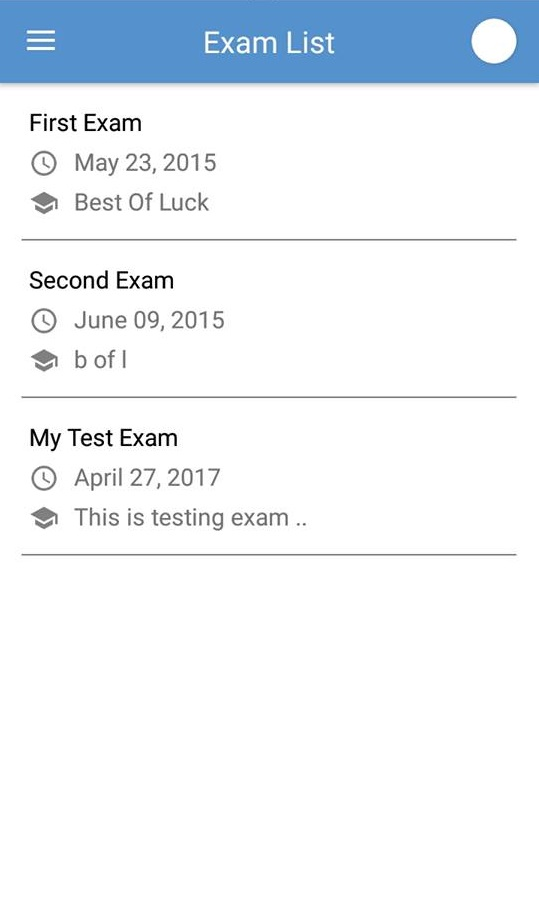 Exam List
First Exam
May 23, 2015
Best Of Luck
Second Exam
June 09, 2015
b of l
My Test Exam
April 27, 2017
This is testing exam ..